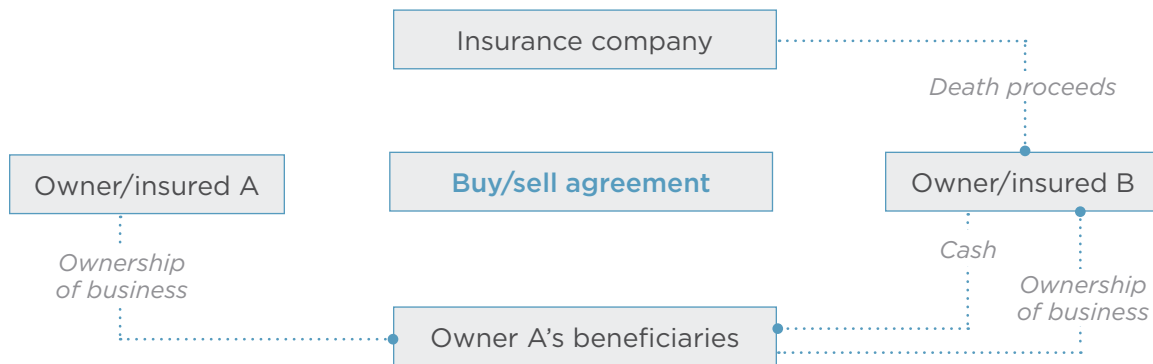 Insurance company
Death proceeds
Owner/insured A
Buy/sell agreement
Owner/insured B
Ownership
of business
Cash
Ownership
of business
Owner A’s beneficiaries